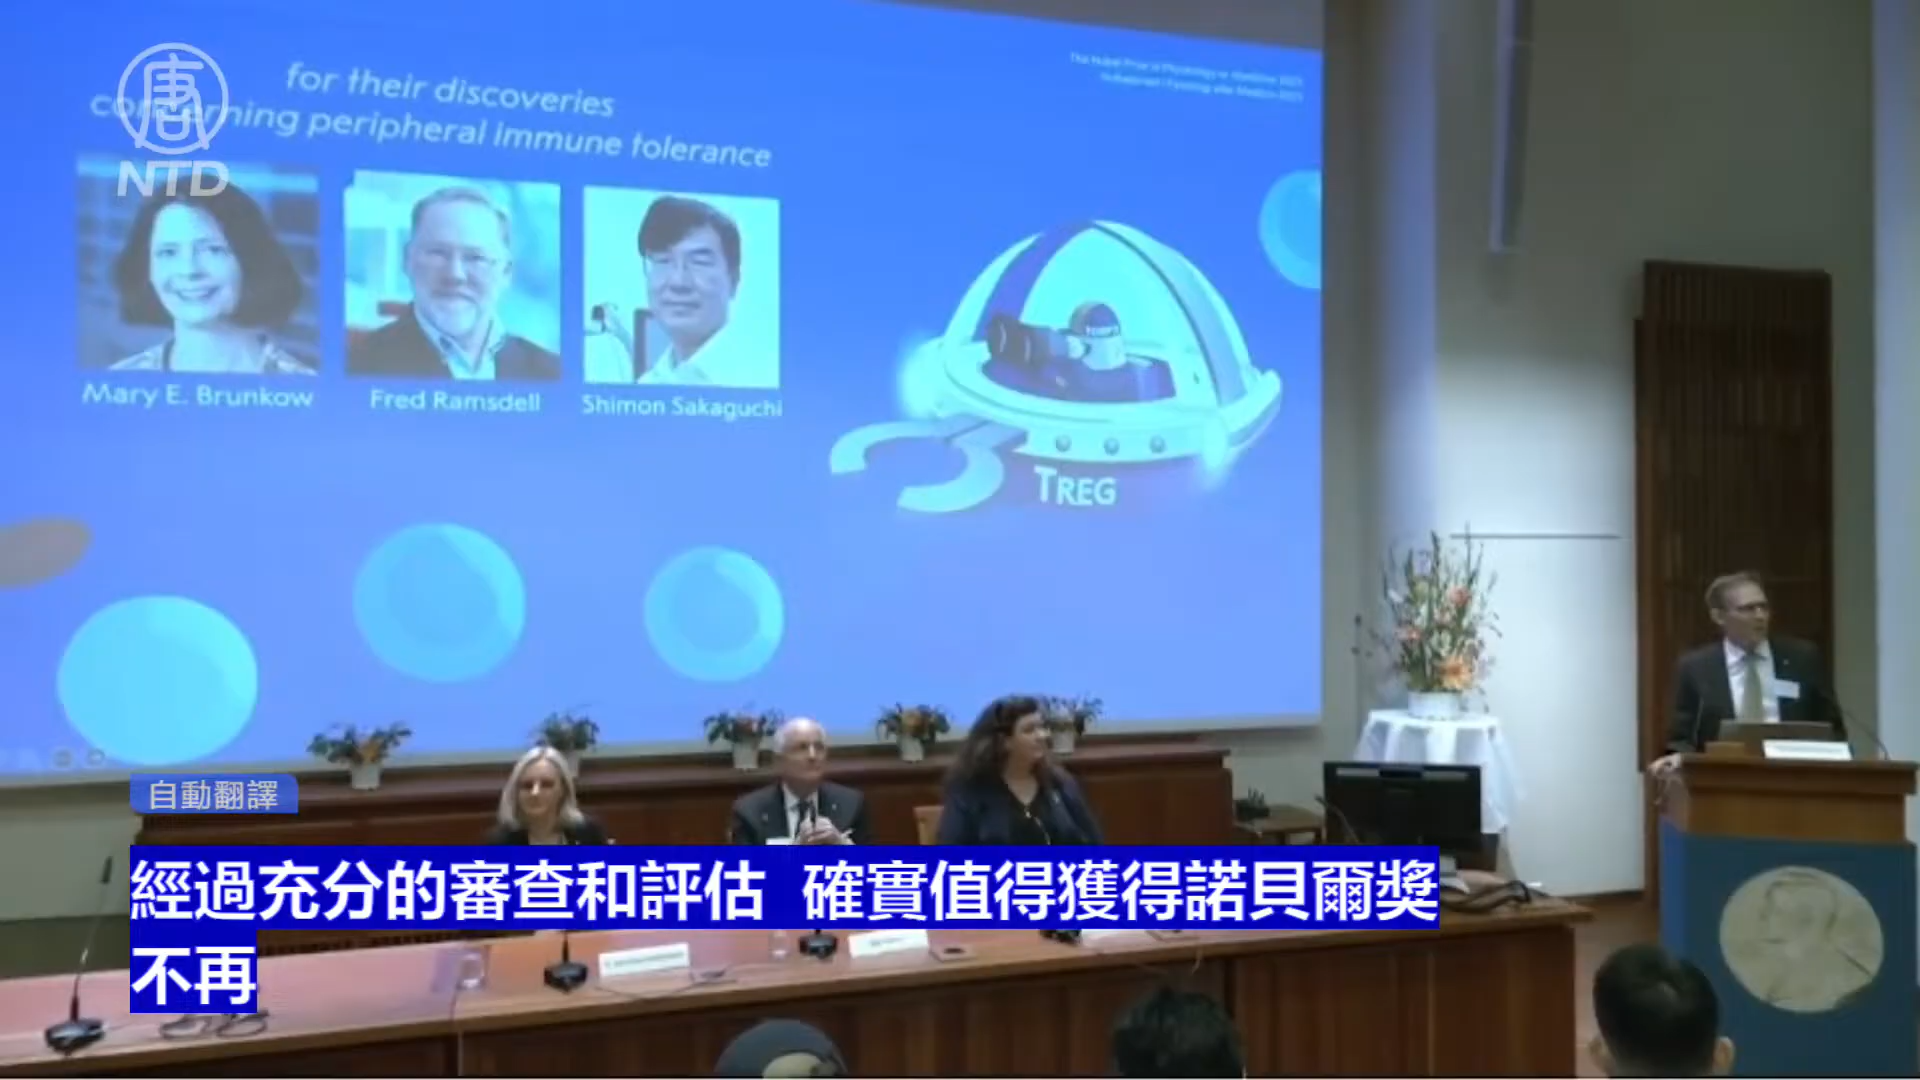 唐
NTD
for their discoveries
concerning peripheral immune tolerance
Mary E. Brunkow
Fred Ramsdell
Shimon Sakaguchi
TREG
自動翻譯
經過充分的審查和評估 確實值得獲得諾貝爾獎
不再